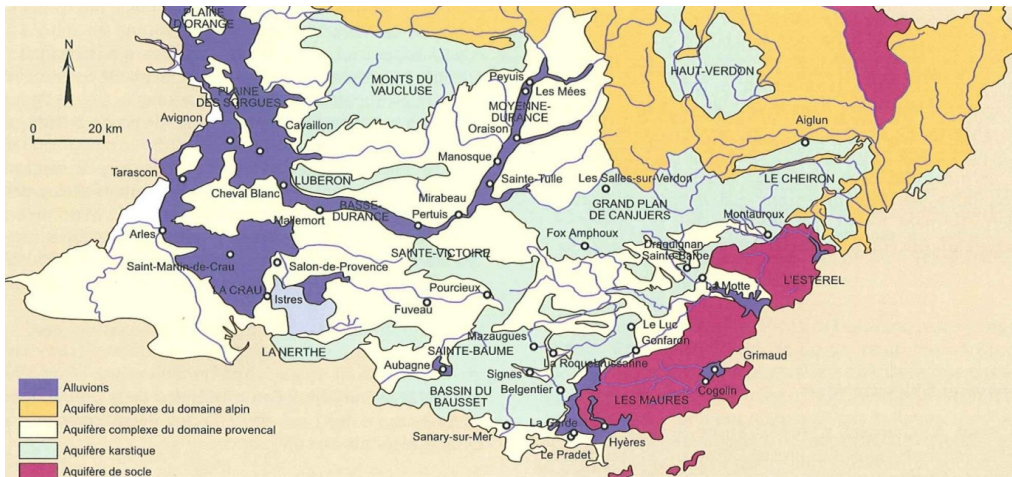 PLAINE
D'ORANGE
N
0
20 km
PLAINE
DES SORGUES
Avignon
Cavaillon
MONTS DU
VAUCLUSE
Peyuis
Les Mées
MOYENNE-
DURANCE
Oraison
HAUT-VERDON
Aiglun
Tarascon
Cheval Blanc
LUBERON
Manosque
Sainte-Tulle
Les Salles-sur-Verdon
LE CHEIRON
Mallemort
BASSE-
DURANCE
Mirabeau
Pertuis
GRAND PLAN
DE CANJUERS
Montauroux
Arles
Fox Amphoux
Draguignan
Sainte-Barbe
SAINTE-VICTOIRE
Saint-Martin-de-Crau
Salon-de-Provence
L'ESTEREL
LA CRAU
Istres
Pourcieux
Fuveau
La Motte
Le Luc
Gonfaron
LA NERTHE
Mazaugues
SAINTE-BAUME
La Roquebrussanne
Grimaud
Aubagne
Signes
Belgentier
Cogolin
LES MAURES
BASSIN DU
BAUSSET
La Garde
Sanary-sur-Mer
Hyères
Le Pradet
Alluvions
Aquifère complexe du domaine alpin
Aquifère complexe du domaine provencal
Aquifère karstique
Aquifère de socle